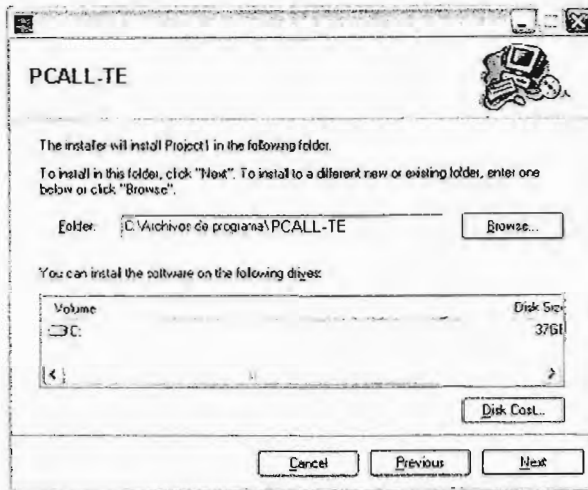 PCALL-TE
The installer will install Project1 in the following folder.
To install in this folder, click "Next". To install to a different new or existing folder, enter one
below or click "Browse".
Folder: C:\Archivos de programa\PCALL-TE Browse...
You can install the software on the following drives:
Volume Disk Size
C: 37GB
Disk Cost...
Cancel Previous Next